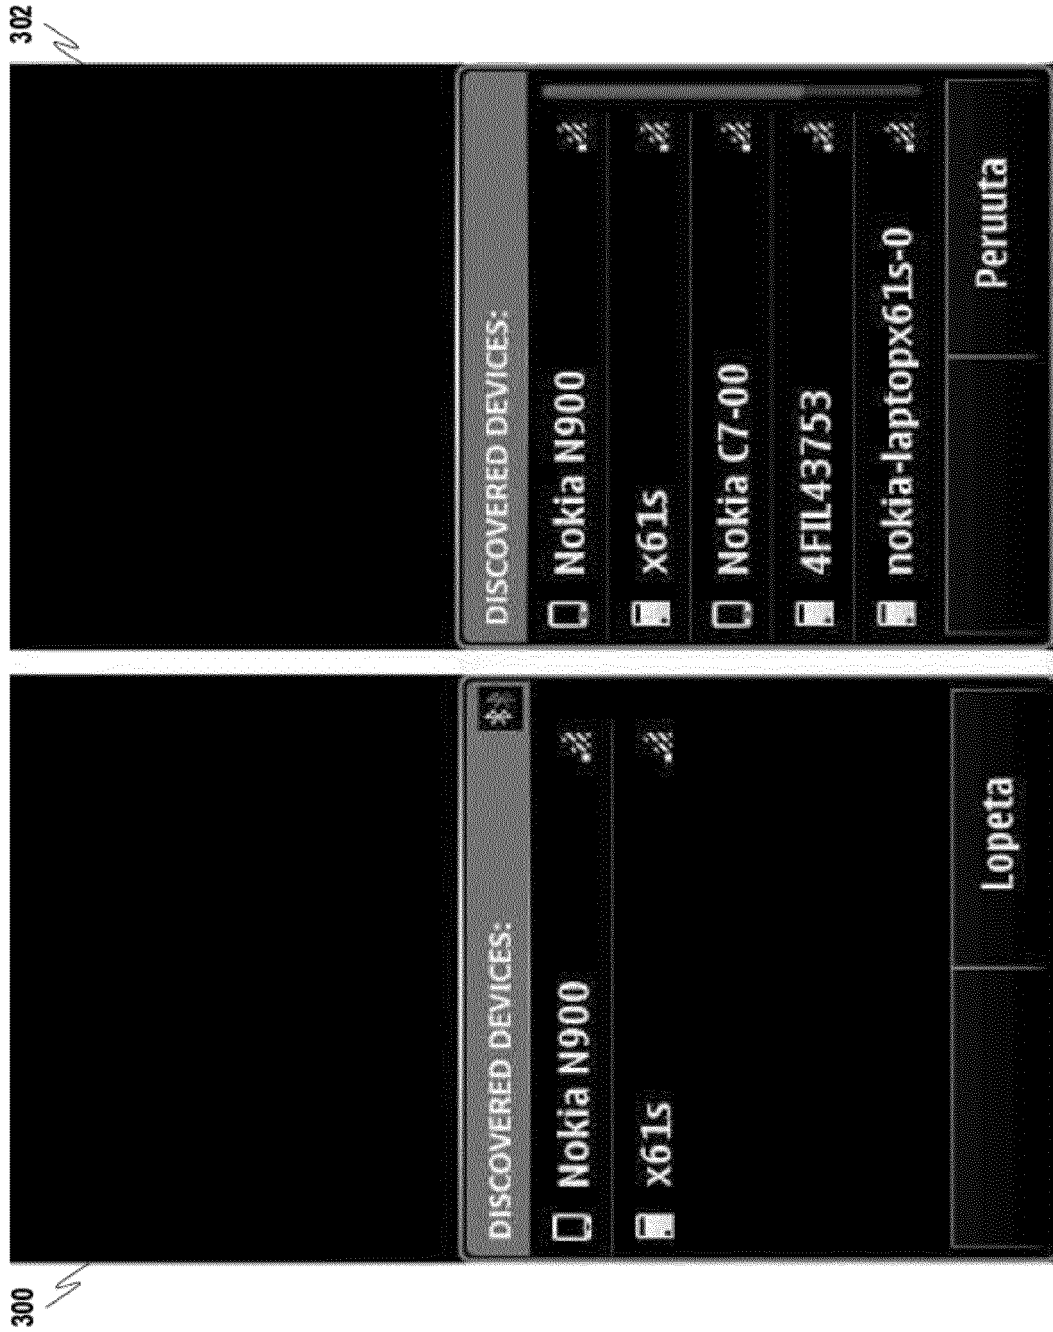 300
DISCOVERED DEVICES:
Nokia N900
x61s
Lopeta
302
DISCOVERED DEVICES:
Nokia N900
x61s
Nokia C7-00
4FIL43753
nokia-laptopx61s-0
Peruuta